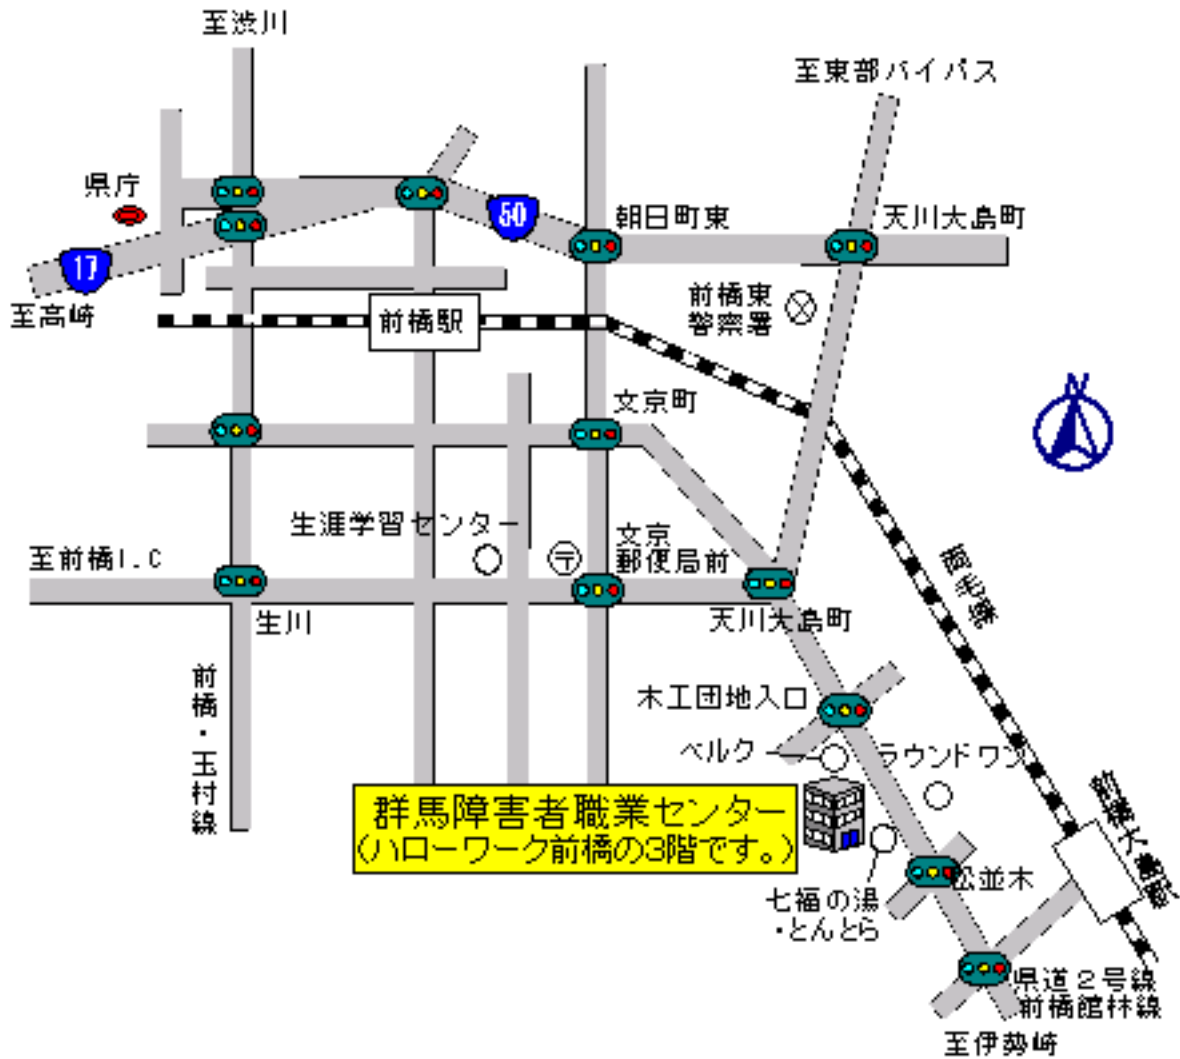 至渋川
至東部バイパス
県庁
50
朝日町東
天川大島町
17
至高崎
前橋駅
前橋東
警察署
N
文京町
生涯学習センター
文京
郵便局前
至前橋I.C
〒
両毛線
生川
天川大島町
前橋・玉村線
木工団地入口
ベルク
ラウンドワン
群馬障害者職業センター
(ハローワーク前橋の3階です。)
前橋大島駅
松並木
七福の湯
・とんとら
県道2号線
前橋館林線
至伊勢崎